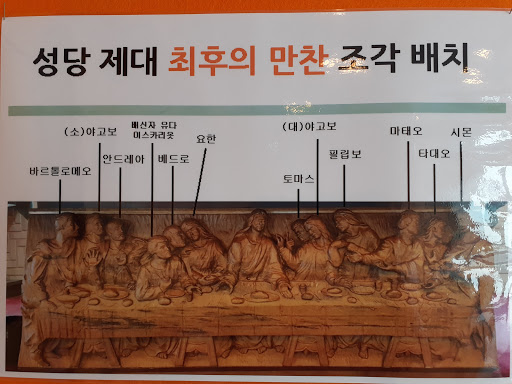 성당 제대 최후의 만찬 조각 배치
바르톨로메오
(소)야고보
안드레아
배신자 유다
이스카리옷
베드로
요한
토마스
(대)야고보
필립보
마테오
타대오
시몬